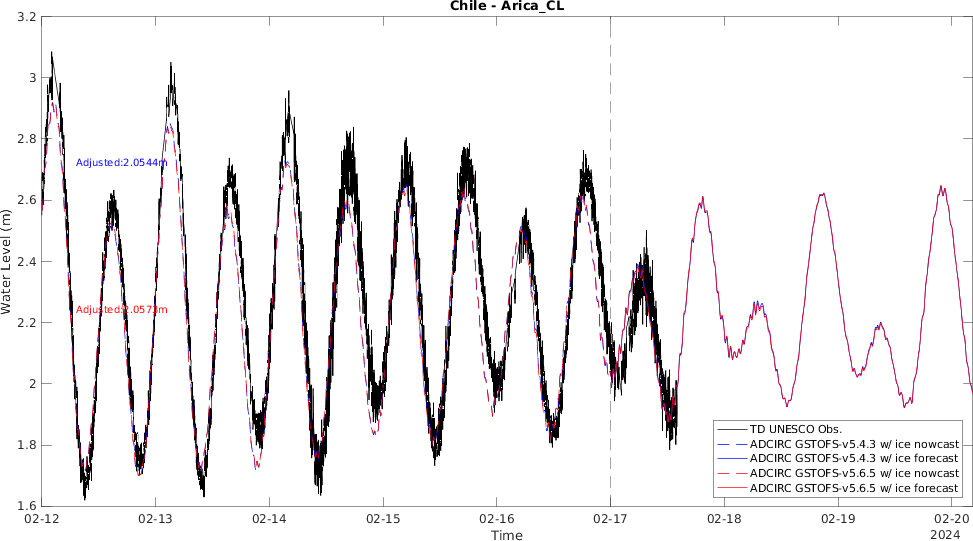 Chile - Arica_CL
3.2
3
2.8
2.6
2.4
2.2
2
1.8
1.6
Water Level (m)
Adjusted:2.0544m
Adjusted:2.0573m
TD UNESCO Obs.
ADCIRC GSTOFS-v5.4.3 w/ ice nowcast
ADCIRC GSTOFS-v5.4.3 w/ ice forecast
ADCIRC GSTOFS-v5.6.5 w/ ice nowcast
ADCIRC GSTOFS-v5.6.5 w/ ice forecast
02-12 02-13 02-14 02-15 02-16 02-17 02-18 02-19 02-20
Time
2024